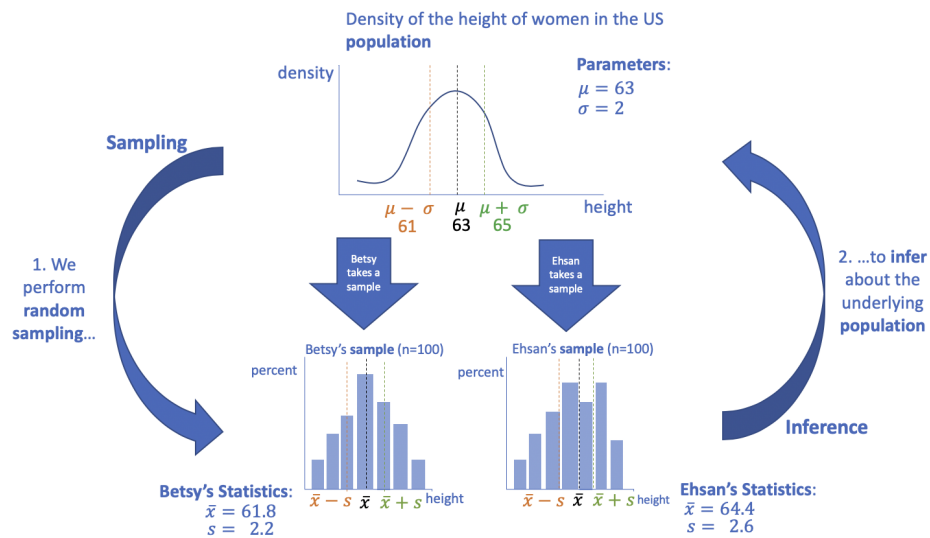 Density of the height of women in the US
population
density
Parameters:
μ = 63
σ = 2
Sampling
μ − σ
61
μ
63
μ + σ
65
height
1. We
perform
random
sampling…
Betsy
takes a
sample
Ehsan
takes a
sample
2. …to infer
about the
underlying
population
Betsy's sample (n=100)
percent
x̄ − s
x̄
x̄ + s
height
Ehsan's sample (n=100)
percent
x̄ − s
x̄
x̄ + s
height
Inference
Betsy's Statistics:
x̄ = 61.8
s = 2.2
Ehsan's Statistics:
x̄ = 64.4
s = 2.6